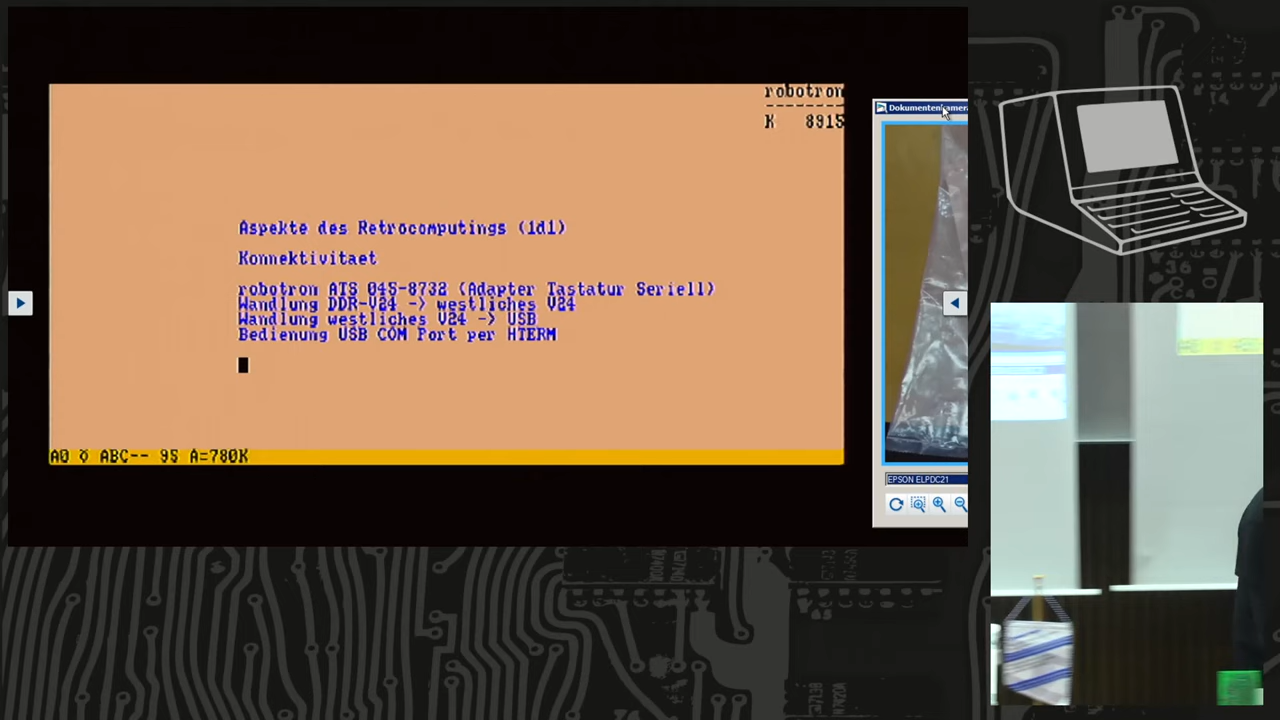 robotron
K 8915
Aspekte des Retrocomputings (1d1)
Konnektivitaet
robotron ATS 045-8732 (Adapter Tastatur Seriell)
Wandlung DDR-V24 -> westliches V24
Wandlung westliches V24 -> USB
Bedienung USB COM Port per HTERM
A0 ABC-- 95 A=780K
Dokumentenkamera
EPSON ELPDC21